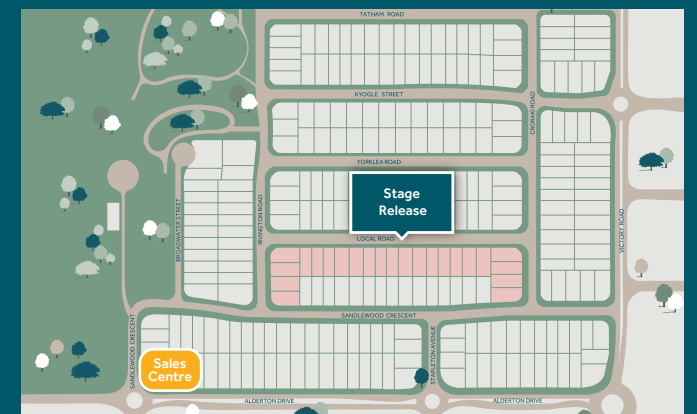 TATHAM ROAD
KYOGLE STREET
CRORAKI ROAD
YORKLEA ROAD
Stage
Release
BROADWATER STREET
IRVINGTON ROAD
VICTORY ROAD
LOCAL ROAD
SANDLEWOOD CRESCENT
SANDLEWOOD CRESCENT
STAPLETON AVENUE
Sales
Centre
ALDERTON DRIVE
ALDERTON DRIVE